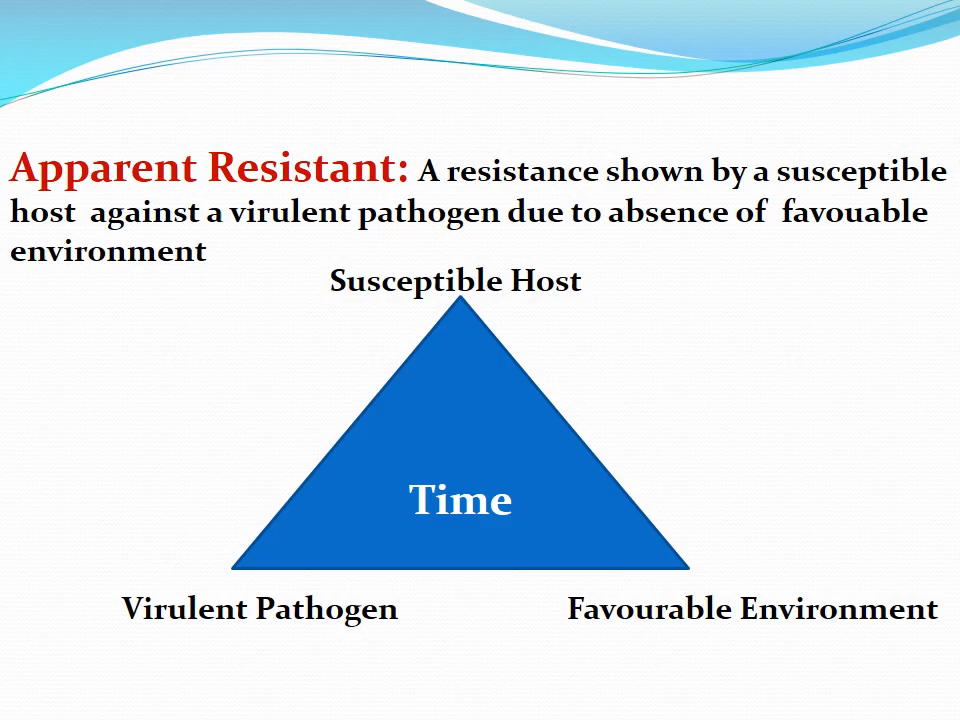 Apparent Resistant: A resistance shown by a susceptible
host against a virulent pathogen due to absence of favouable
environment
Susceptible Host
Time
Virulent Pathogen
Favourable Environment